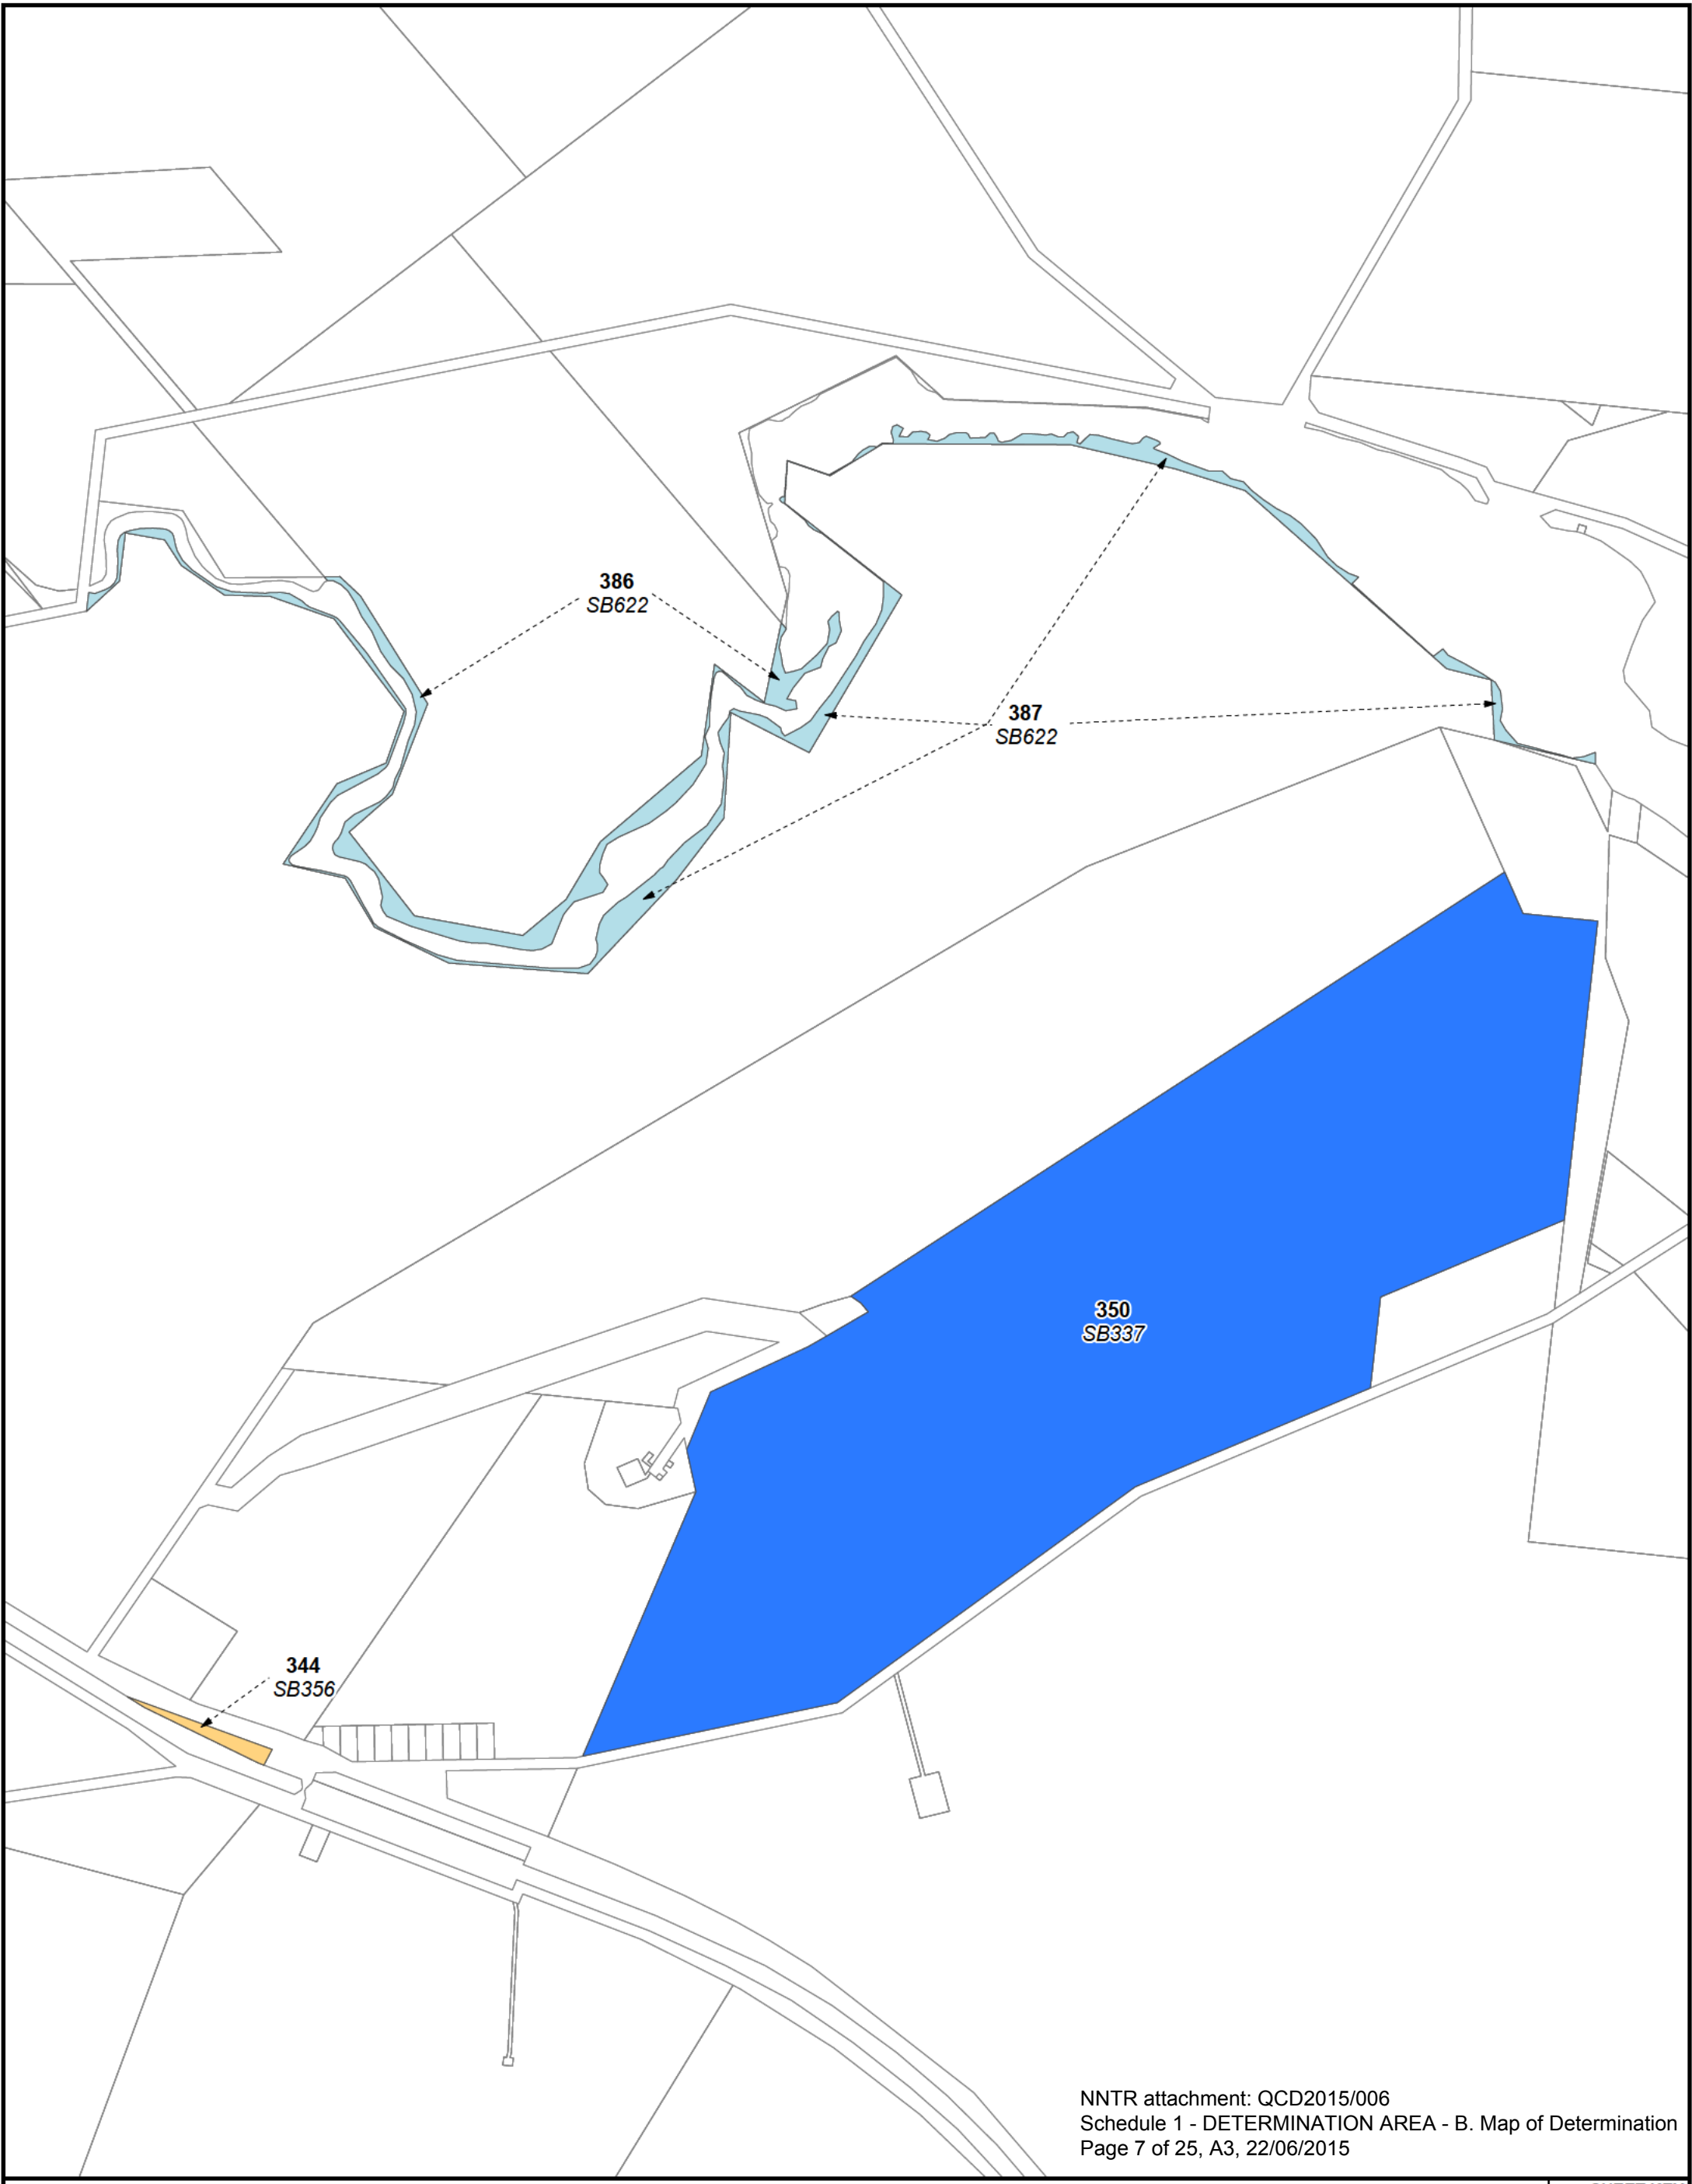 386
SB622
387
SB622
350
SB337
344
SB356
NNTR attachment: QCD2015/006
Schedule 1 - DETERMINATION AREA - B. Map of Determination
Page 7 of 25, A3, 22/06/2015